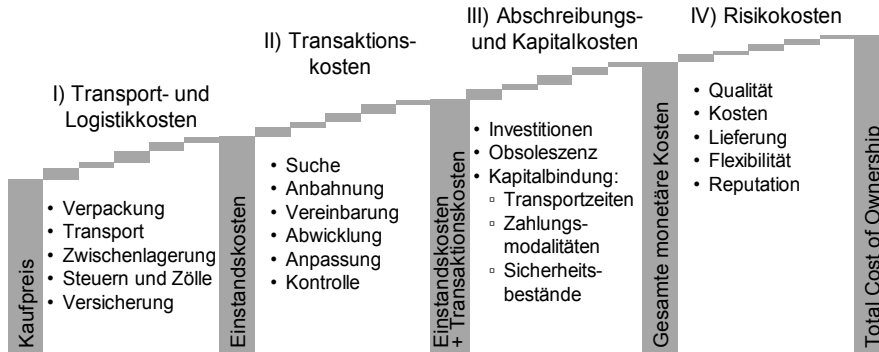 Kaufpreis
I) Transport- und
Logistikkosten
• Verpackung
• Transport
• Zwischenlagerung
• Steuern und Zölle
• Versicherung
Einstandskosten
II) Transaktions-
kosten
• Suche
• Anbahnung
• Vereinbarung
• Abwicklung
• Anpassung
• Kontrolle
Einstandskosten
+ Transaktionskosten
III) Abschreibungs-
und Kapitalkosten
• Investitionen
• Obsoleszenz
• Kapitalbindung:
▫ Transportzeiten
▫ Zahlungs-
modalitäten
▫ Sicherheits-
bestände
Gesamte monetäre Kosten
IV) Risikokosten
• Qualität
• Kosten
• Lieferung
• Flexibilität
• Reputation
Total Cost of Ownership